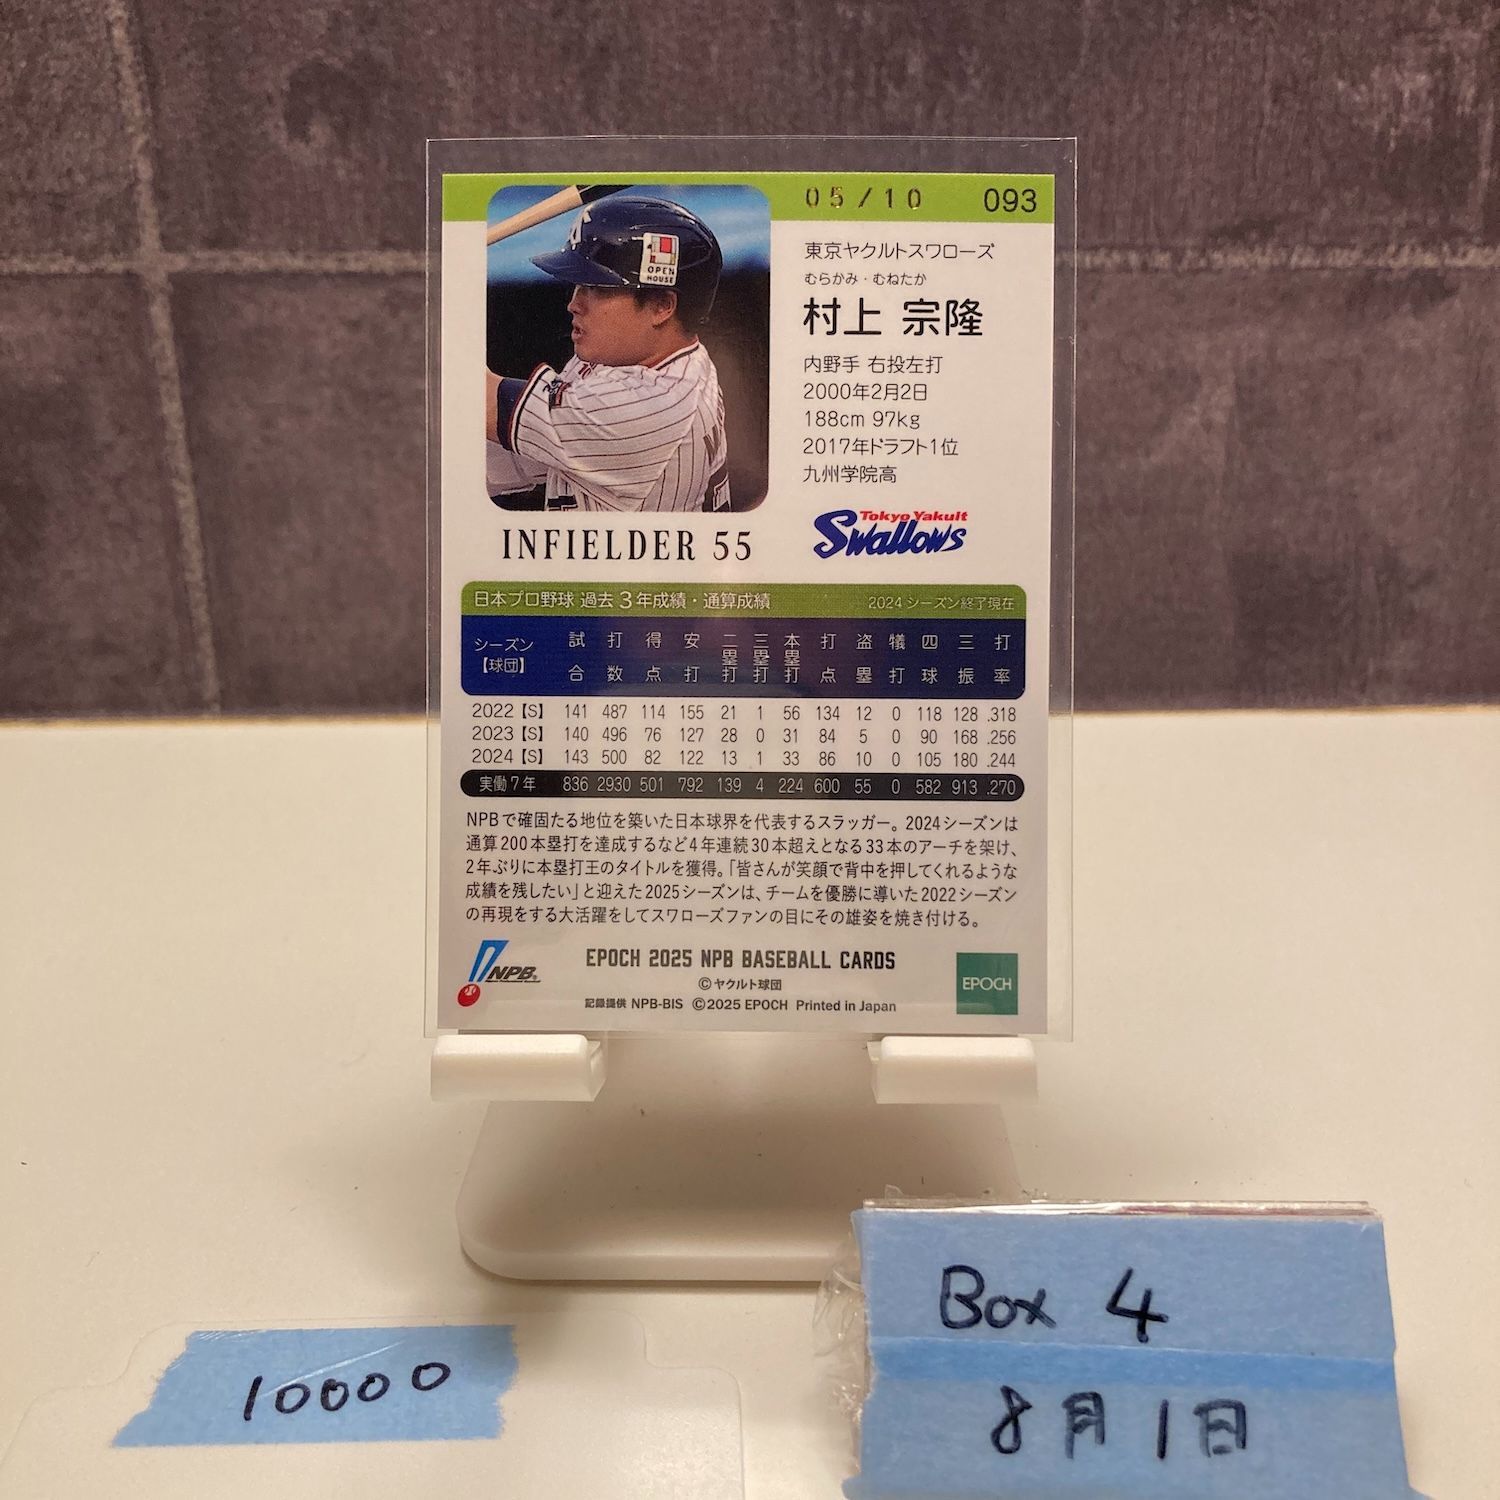 05/10 093
OPEN
HOUSE
東京ヤクルトスワローズ
むらかみ・むねたか
村上 宗隆
内野手 右投左打
2000年2月2日
188cm 97kg
2017年ドラフト1位
九州学院高
Tokyo Yakult
Swallows
INFIELDER 55
日本プロ野球 過去3年成績・通算成績 2024シーズン終了現在
シーズン【球団】 試合 打数 得点 安打 二塁打 三塁打 本塁打 打点 盗塁 犠打 四球 三振 打率
2022【S】 141 487 114 155 21 1 56 134 12 0 118 128 .318
2023【S】 140 496 76 127 28 0 31 84 5 0 90 168 .256
2024【S】 143 500 82 122 13 1 33 86 10 0 105 180 .244
実働7年 836 2930 501 792 139 4 224 600 55 0 582 913 .270
NPBで確固たる地位を築いた日本球界を代表するスラッガー。2024シーズンは
通算200本塁打を達成するなど4年連続30本超えとなる33本のアーチを架け、
2年ぶりに本塁打王のタイトルを獲得。「皆さんが笑顔で背中を押してくれるような
成績を残したい」と迎えた2025シーズンは、チームを優勝に導いた2022シーズン
の再現をする大活躍をしてスワローズファンの目にその雄姿を焼き付ける。
NPB
EPOCH 2025 NPB BASEBALL CARDS
©ヤクルト球団
記録提供 NPB-BIS ©2025 EPOCH Printed in Japan
EPOCH
Box 4
8月1日
10000